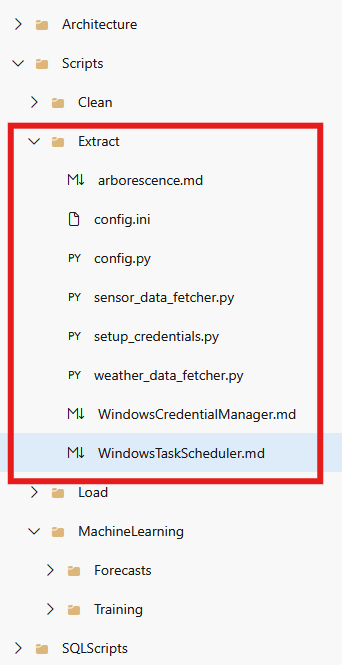 Architecture
Scripts
Clean
Extract
M↓ arborescence.md
config.ini
PY config.py
PY sensor_data_fetcher.py
PY setup_credentials.py
PY weather_data_fetcher.py
M↓ WindowsCredentialManager.md
M↓ WindowsTaskScheduler.md
Load
MachineLearning
Forecasts
Training
SQLScripts